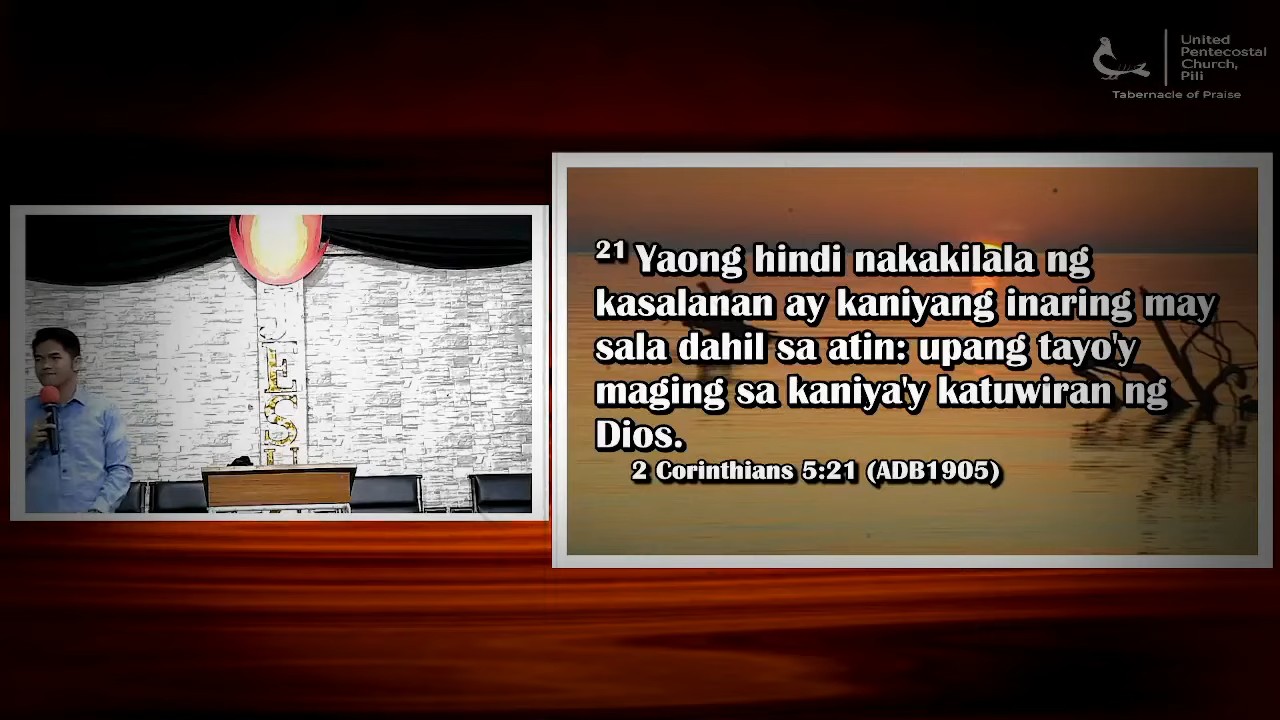 United
Pentecostal
Church,
Pili
Tabernacle of Praise
21 Yaong hindi nakakilala ng
kasalanan ay kaniyang inaring may
sala dahil sa atin: upang tayo'y
maging sa kaniya'y katuwiran ng
Dios.
2 Corinthians 5:21 (ADB1905)